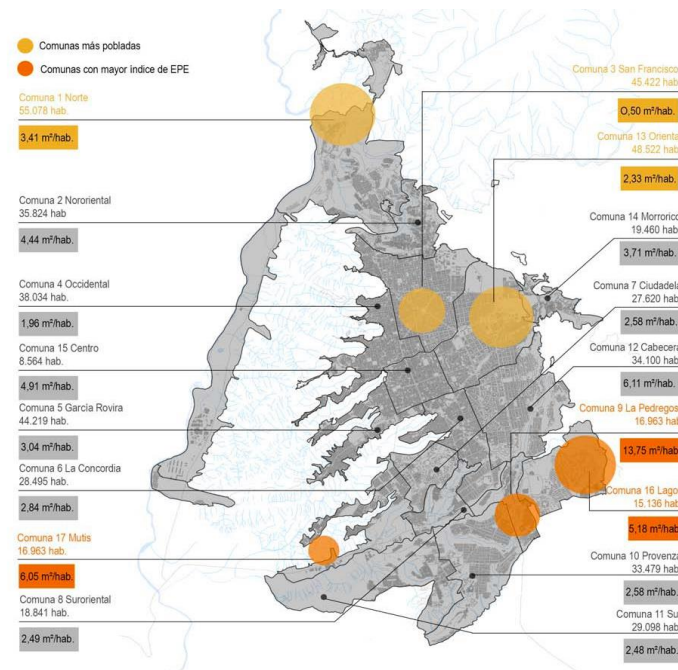 Comunas más pobladas
Comunas con mayor indice de EPE
Comuna 1 Norte
55.078 hab.
3,41 m²/hab.
Comuna 2 Nororiental
35.824 hab
4,44 m²/hab.
Comuna 4 Occidental
38.034 hab.
1,96 m²/hab.
Comuna 15 Centro
8.564 hab.
4,91 m²/hab.
Comuna 5 García Rovira
44.219 hab.
3,04 m²/hab.
Comuna 6 La Concordia
28.495 hab.
2,84 m²/hab.
Comuna 17 Mutis
16.963 hab.
6,05 m²/hab.
Comuna 8 Suroriental
18.841 hab.
2,49 m²/hab.
Comuna 3 San Francisco
45.422 hab
O,50 m²/hab.
Comuna 13 Orienta
48.522 hab
2,33 m²/hab.
Comuna 14 Morrorico
19.460 hab
3,71 m²/hab.
Comuna 7 Ciudadela
27.620 hab
2,58 m²/hab.
Comuna 12 Cabecera
34.100 hab
6,11 m²/hab.
Comuna 9 La Pedregos
16.963 hab
13,75 m²/hab.
Comuna 16 Lago
15.136 hab
5,18 m²/hab.
Comuna 10 Provenza
33.479 hab
2,58 m²/hab.
Comuna 11 Su
29.098 hab
2,48 m²/hab.